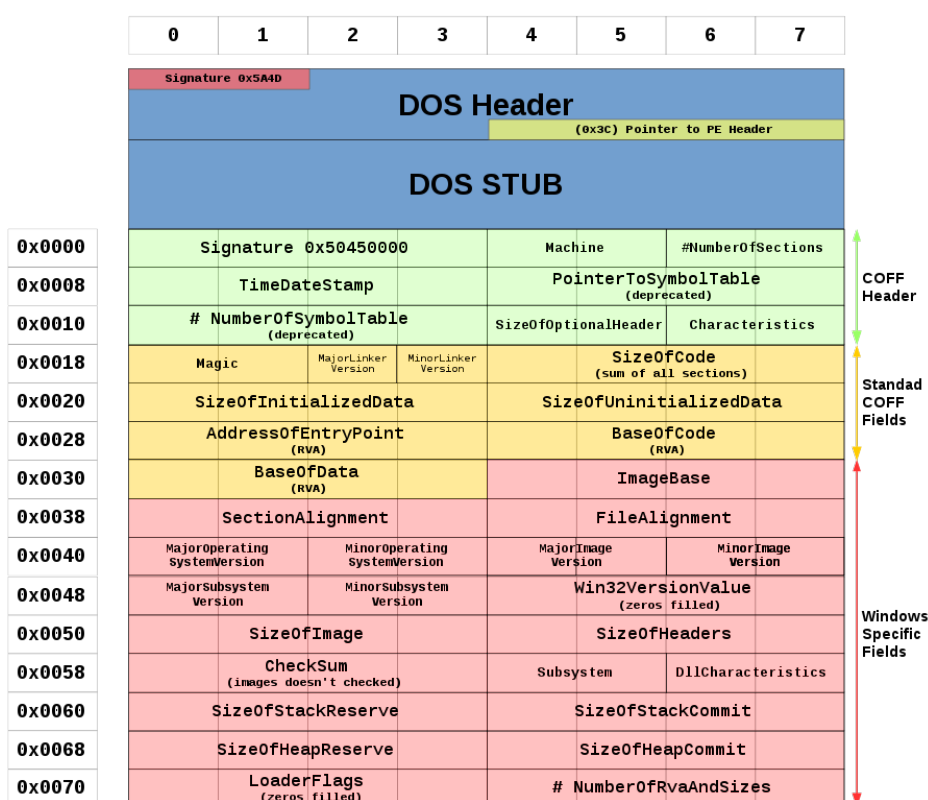 0 1 2 3 4 5 6 7
Signature 0x5A4D
DOS Header
(0x3C) Pointer to PE Header
DOS STUB
0x0000 Signature 0x50450000 Machine #NumberOfSections
0x0008 TimeDateStamp PointerToSymbolTable
(deprecated)
COFF
Header
0x0010 # NumberOfSymbolTable
(deprecated)
SizeOfOptionalHeader Characteristics
0x0018 Magic
MajorLinker
Version
MinorLinker
Version
SizeOfCode
(sum of all sections)
Standad
COFF
Fields
0x0020 SizeOfInitializedData SizeOfUninitializedData
0x0028 AddressOfEntryPoint
(RVA)
BaseOfCode
(RVA)
0x0030 BaseOfData
(RVA)
ImageBase
0x0038 SectionAlignment FileAlignment
0x0040 MajorOperating
SystemVersion
MinorOperating
SystemVersion
MajorImage
Version
MinorImage
Version
0x0048 MajorSubsystem
Version
MinorSubsystem
Version
Win32VersionValue
(zeros filled)
0x0050 SizeOfImage SizeOfHeaders
Windows
Specific
Fields
0x0058 CheckSum
(images doesn't checked)
Subsystem DllCharacteristics
0x0060 SizeOfStackReserve SizeOfStackCommit
0x0068 SizeOfHeapReserve SizeOfHeapCommit
0x0070 LoaderFlags
(zeros filled)
# NumberOfRvaAndSizes